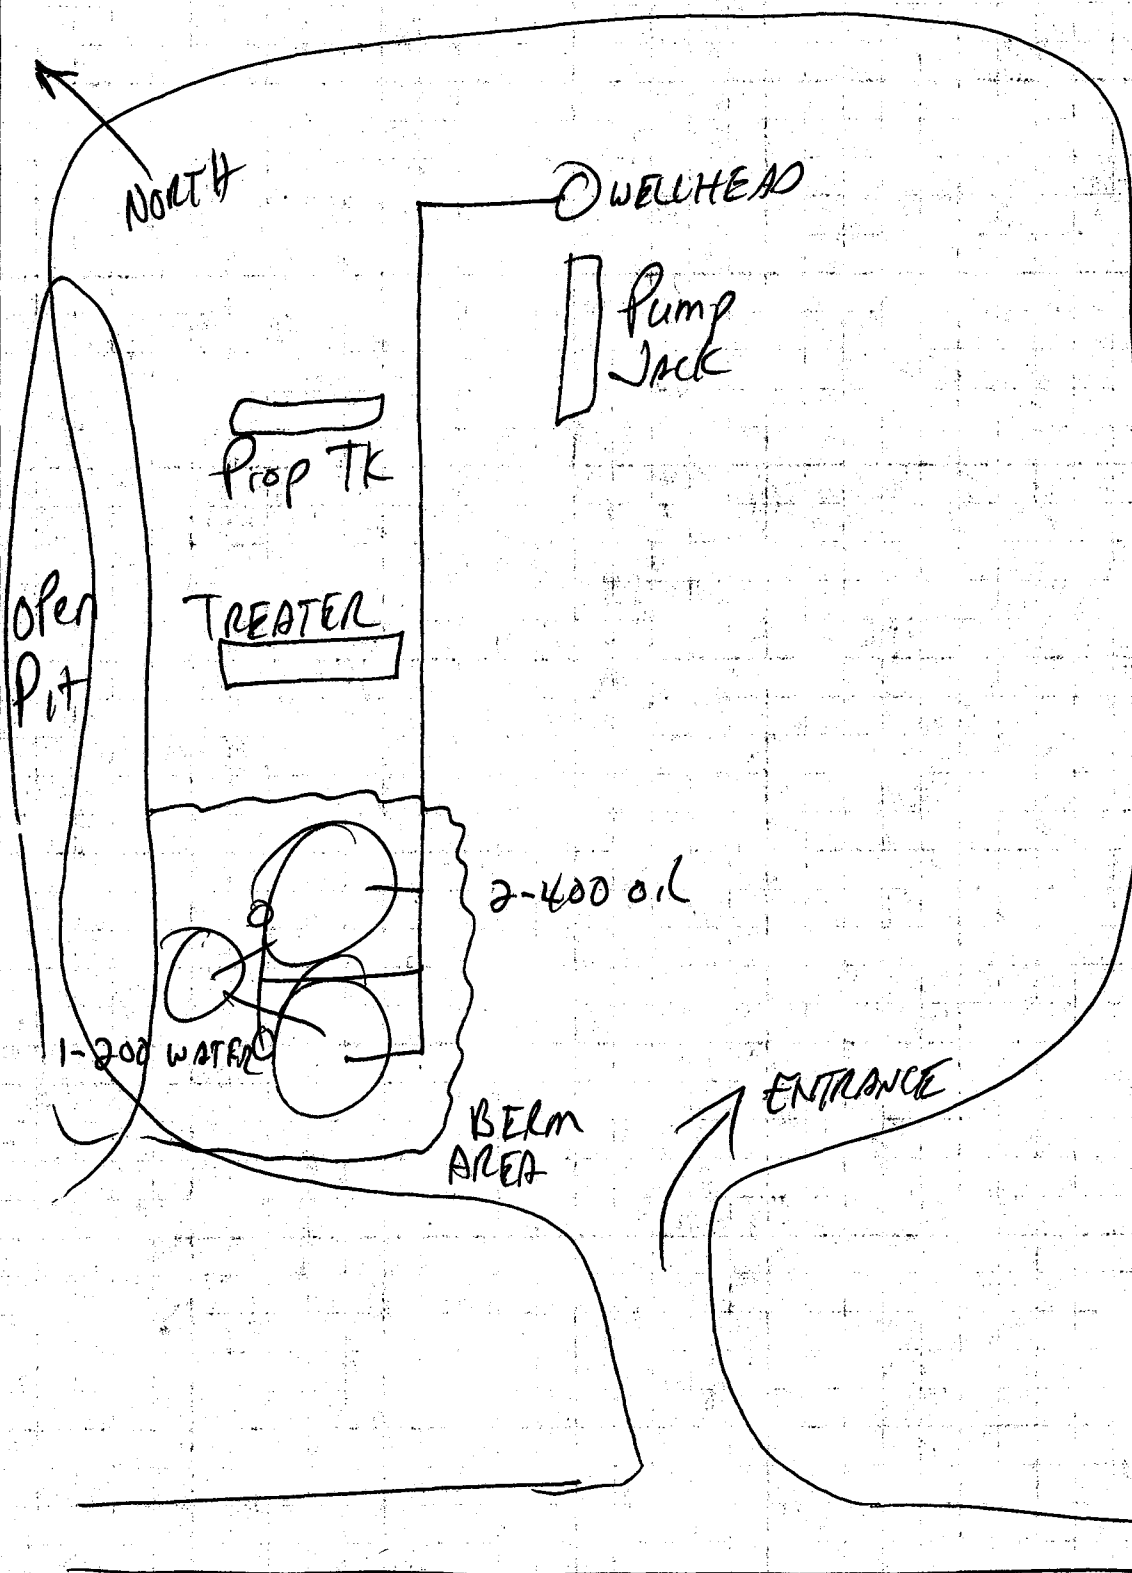 NORTH
WELLHEAD
Pump
JACK
Prop TK
OPen
Pit
TREATER
2-400 OIL
1-200 WATER
ENTRANCE
BERM
AREA